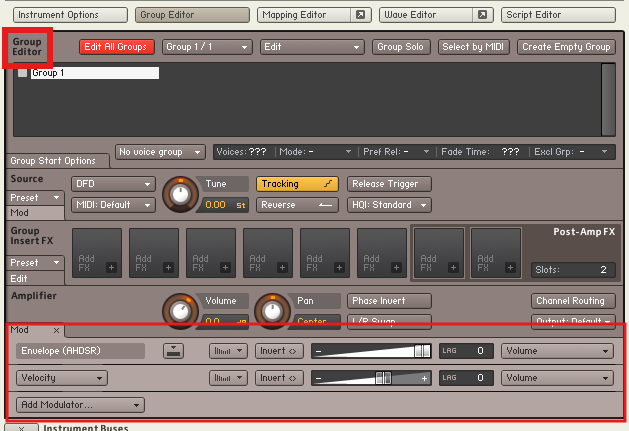 Instrument Options Group Editor Mapping Editor Wave Editor Script Editor
Group Editor Edit All Groups Group 1 / 1 Edit Group Solo Select by MIDI Create Empty Group
Group 1
Group Start Options No voice group Voices: ??? Mode: - Pref Rel: - Fade Time: ??? Excl Grp: -
Source DFD Tune Tracking Release Trigger
Preset MIDI: Default 0.00 St Reverse HQI: Standard
Mod
Group Insert FX Post-Amp FX
Preset Add FX + Add FX + Add FX + Add FX + Add FX + Add FX + Add FX + Add FX + Slots: 2
Edit
Amplifier Volume Pan Phase Invert Channel Routing
0.0 dB Center L/R Swap Output: Default
Mod ×
Envelope (AHDSR) Invert <> - LAG 0 Volume
Velocity Invert <> - + LAG 0 Volume
Add Modulator...
× Instrument Buses